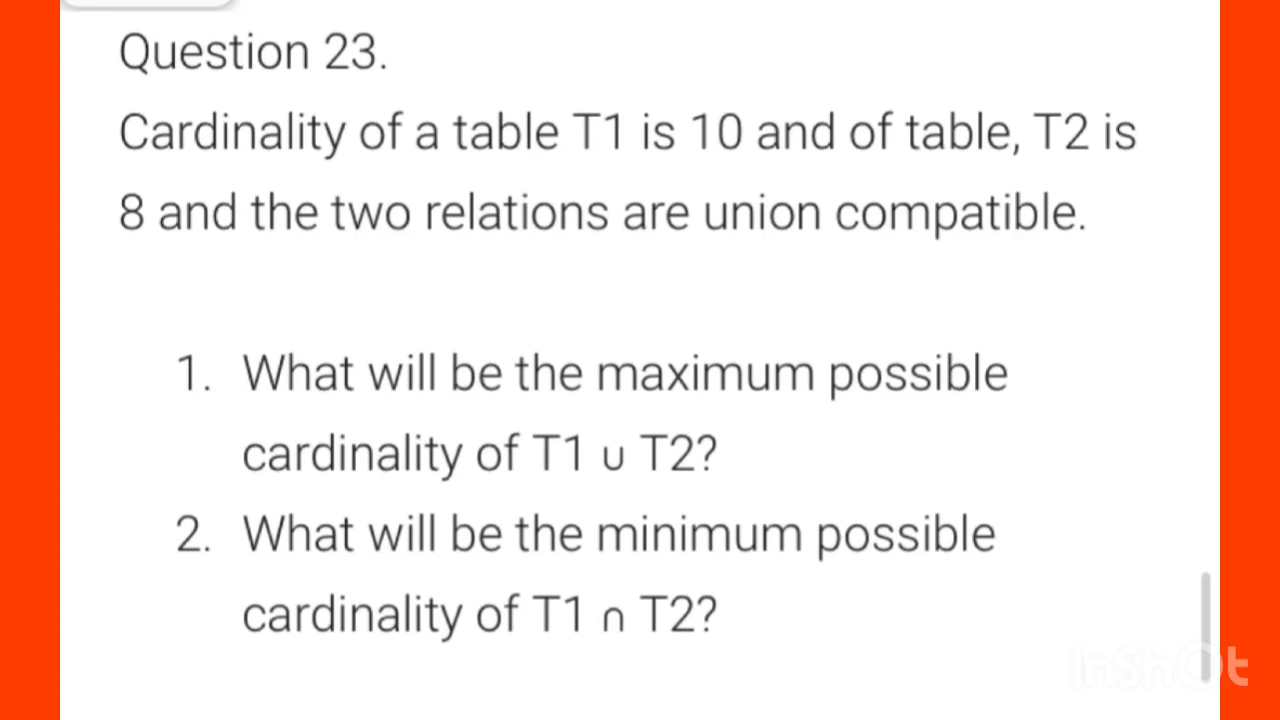 Question 23.
Cardinality of a table T1 is 10 and of table, T2 is
8 and the two relations are union compatible.
1. What will be the maximum possible
cardinality of T1 ∪ T2?
2. What will be the minimum possible
cardinality of T1 ∩ T2?
InShOt